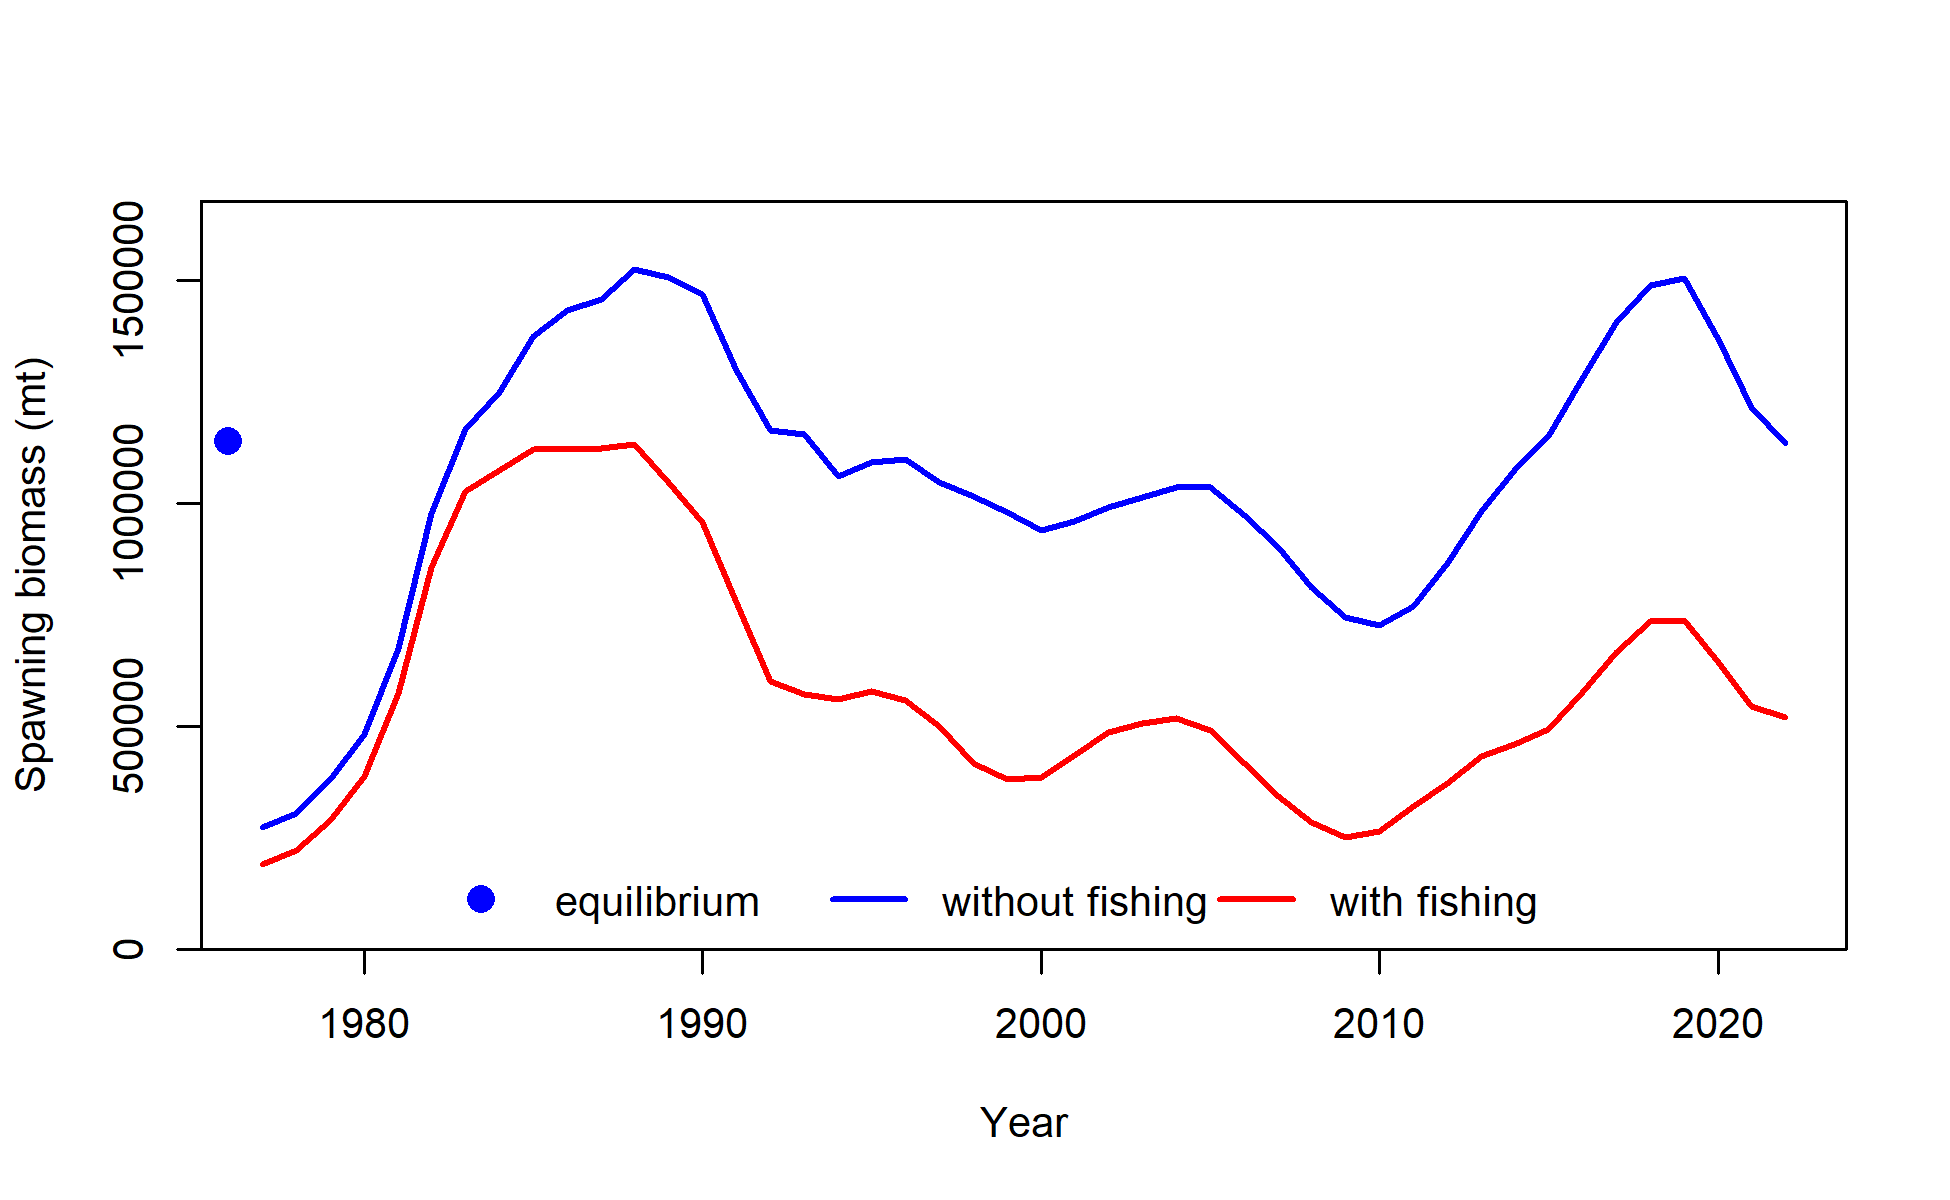 Spawning biomass (mt)
1500000
1000000
500000
0
equilibrium without fishing with fishing
1980 1990 2000 2010 2020
Year